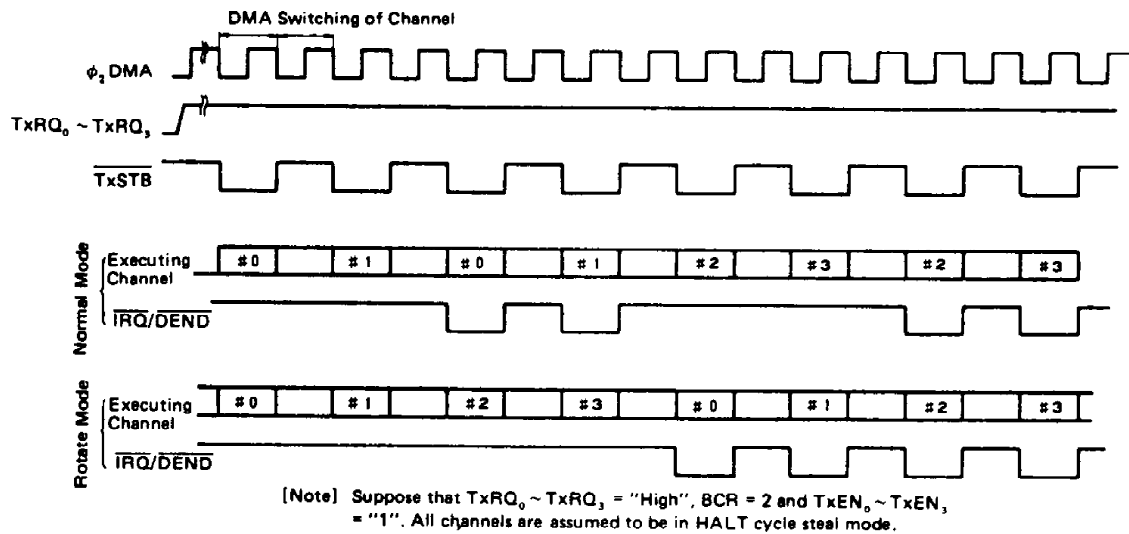 DMA Switching of Channel
ϕ₂ DMA
TxRQ₀ ~ TxRQ₃
TxSTB
Normal Mode
Executing Channel
#0 #1 #0 #1 #2 #3 #2 #3
IRQ/DEND
Rotate Mode
Executing Channel
#0 #1 #2 #3 #0 #1 #2 #3
IRQ/DEND
[Note] Suppose that TxRQ₀ ~ TxRQ₃ = "High", BCR = 2 and TxEN₀ ~ TxEN₃
= "1". All channels are assumed to be in HALT cycle steal mode.